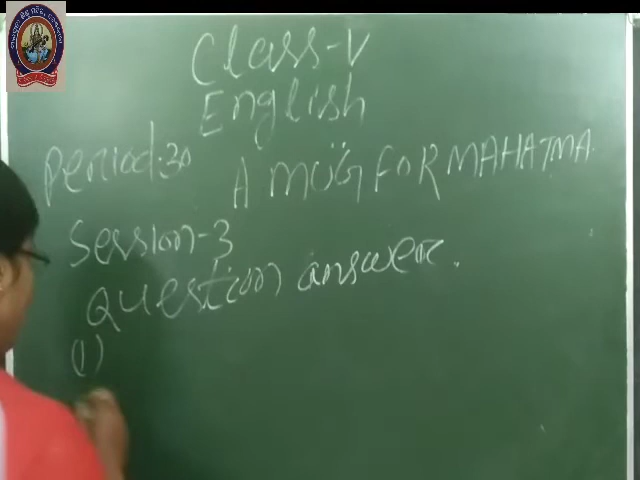 Class-V
English
Period-30 A MUG FOR MAHATMA.
Session-3
Question answer.
(1)